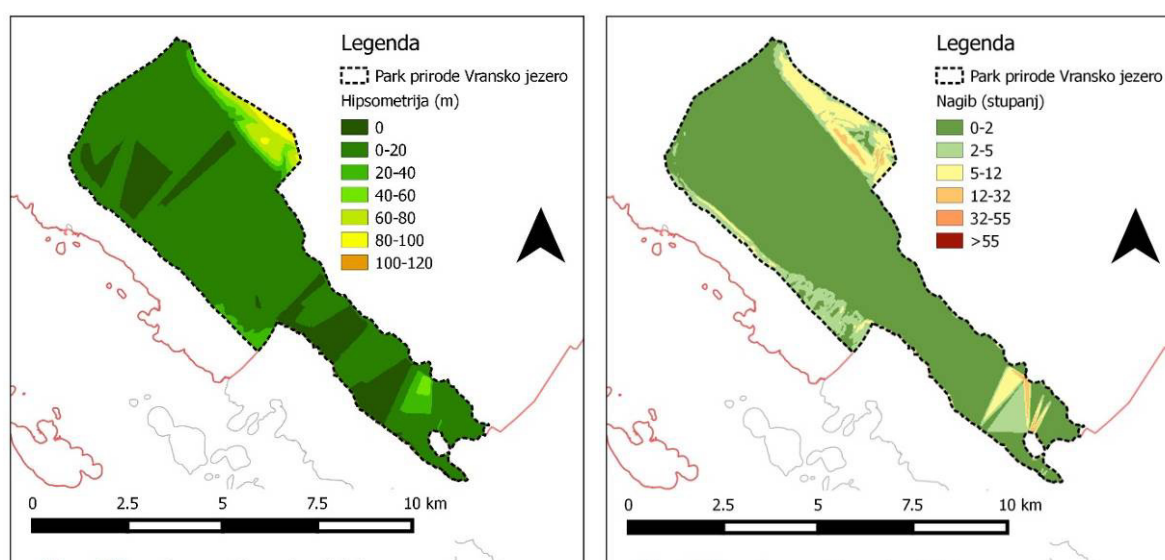 Legenda
Park prirode Vransko jezero
Hipsometrija (m)
0
0-20
20-40
40-60
60-80
80-100
100-120
0 2.5 5 7.5 10 km
Legenda
Park prirode Vransko jezero
Nagib (stupanj)
0-2
2-5
5-12
12-32
32-55
>55
0 2.5 5 7.5 10 km